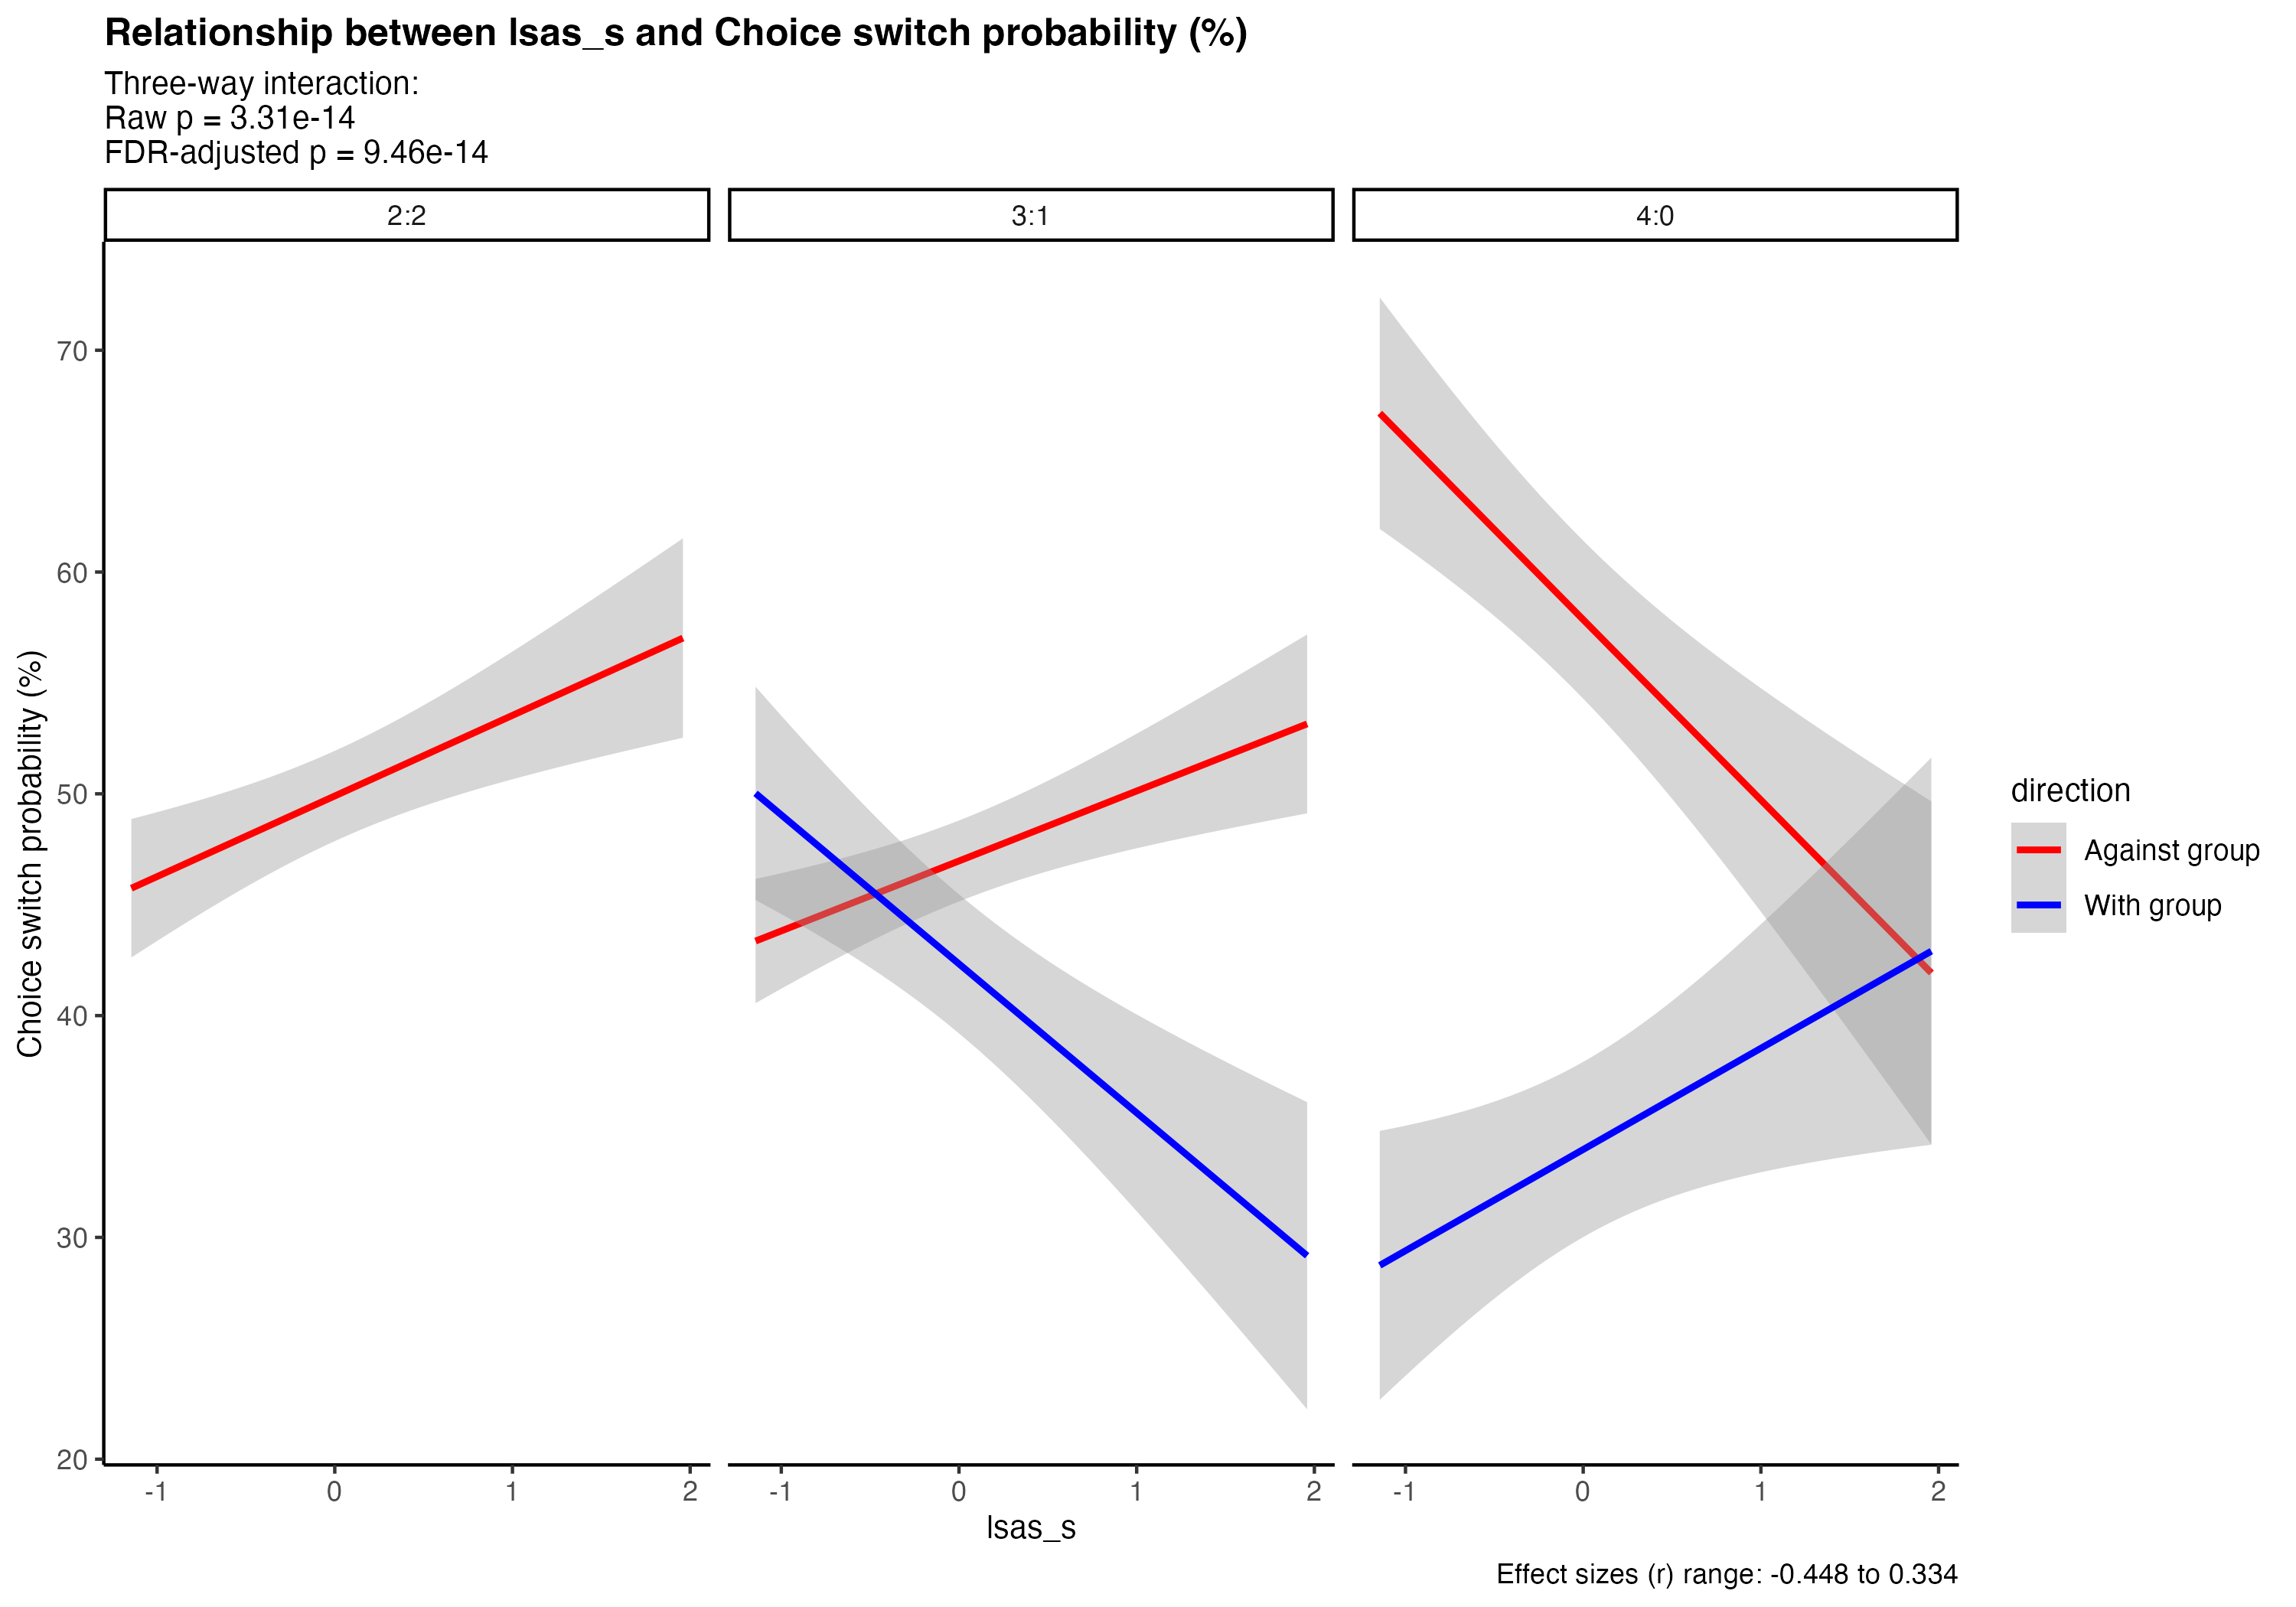 Relationship between lsas_s and Choice switch probability (%)
Three-way interaction:
Raw p = 3.31e-14
FDR-adjusted p = 9.46e-14
2:2
3:1
4:0
70
60
50
40
30
20
Choice switch probability (%)
-1 0 1 2
-1 0 1 2
-1 0 1 2
lsas_s
direction
Against group
With group
Effect sizes (r) range: -0.448 to 0.334